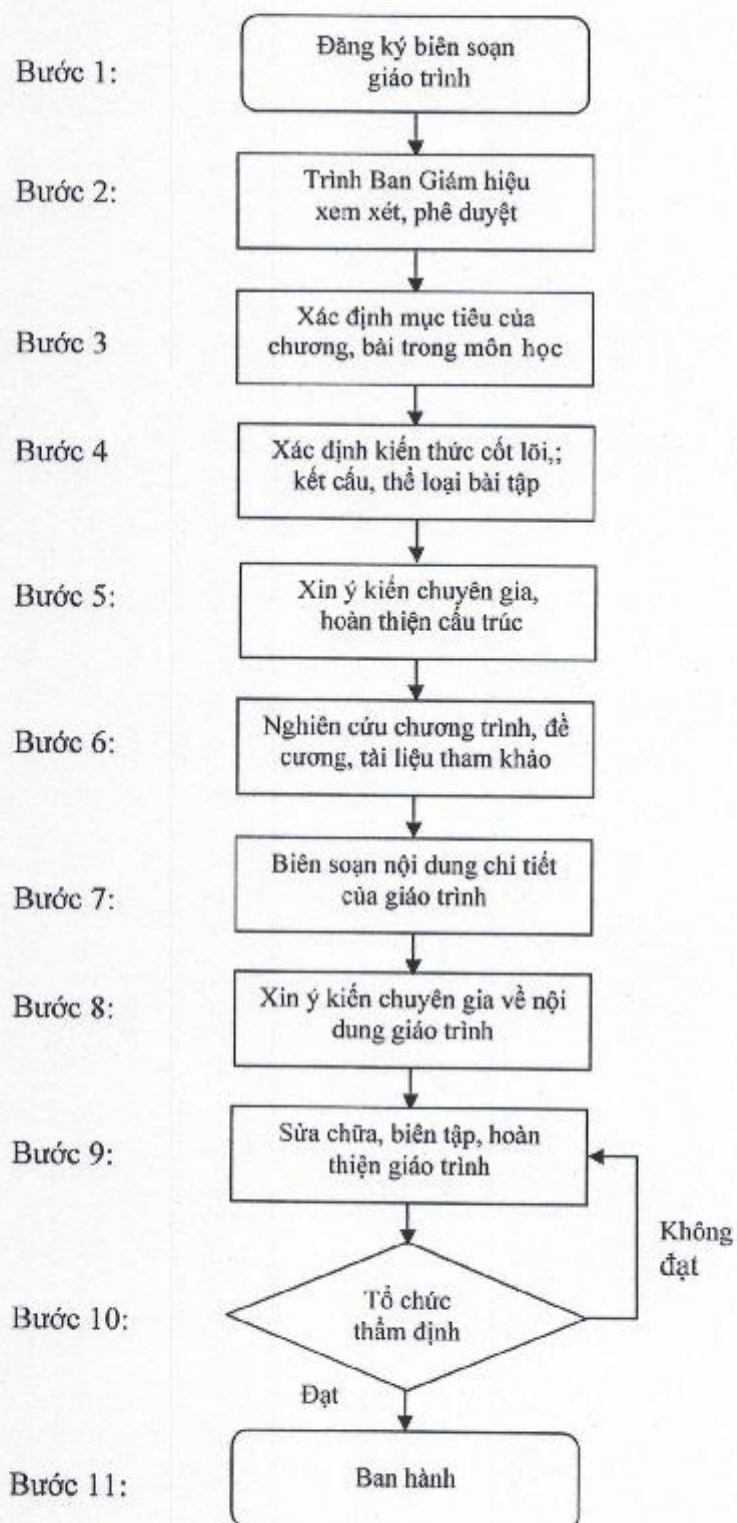 Bước 1:
Đăng ký biên soạn
giáo trình
Bước 2:
Trình Ban Giám hiệu
xem xét, phê duyệt
Bước 3
Xác định mục tiêu của
chương, bài trong môn học
Bước 4
Xác định kiến thức cốt lõi,;
kết cấu, thể loại bài tập
Bước 5:
Xin ý kiến chuyên gia,
hoàn thiện cấu trúc
Bước 6:
Nghiên cứu chương trình, đề
cương, tài liệu tham khảo
Bước 7:
Biên soạn nội dung chi tiết
của giáo trình
Bước 8:
Xin ý kiến chuyên gia về nội
dung giáo trình
Bước 9:
Sửa chữa, biên tập, hoàn
thiện giáo trình
Không
đạt
Bước 10:
Tổ chức
thẩm định
Đạt
Bước 11:
Ban hành